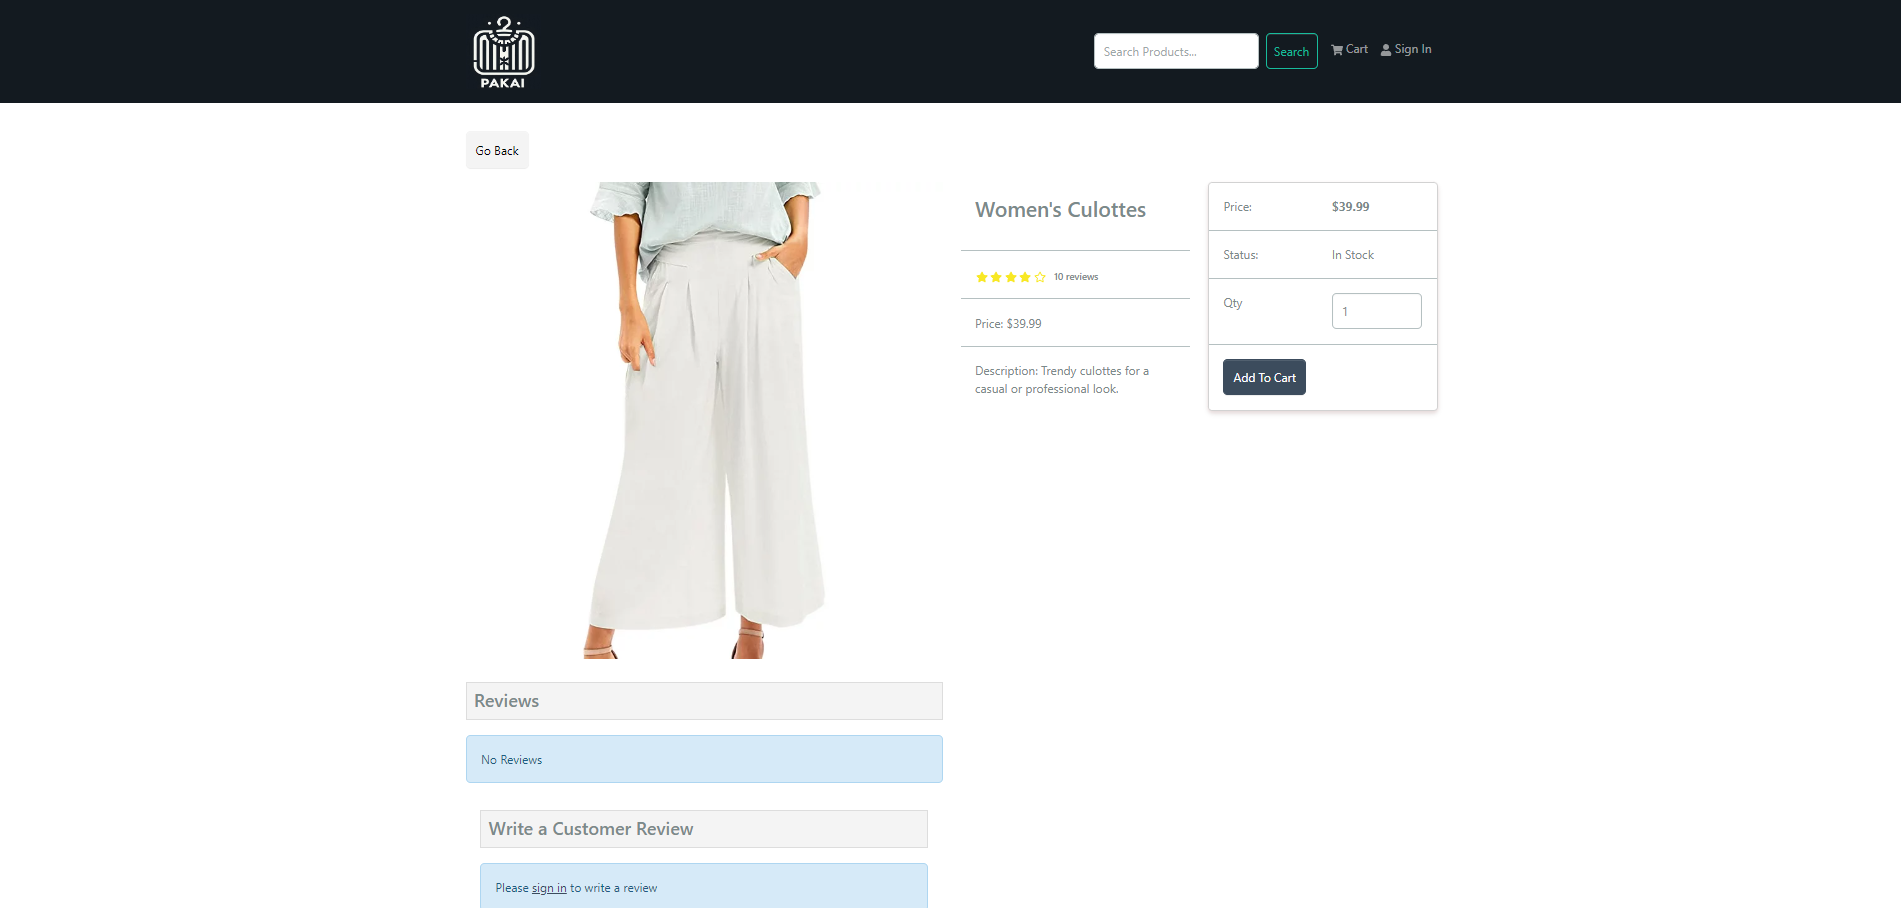 PAKAI
Search Products...
Search
Cart
Sign In
Go Back
Women's Culottes
10 reviews
Price: $39.99
Description: Trendy culottes for a
casual or professional look.
Price: $39.99
Status: In Stock
Qty 1
Add To Cart
Reviews
No Reviews
Write a Customer Review
Please sign in to write a review